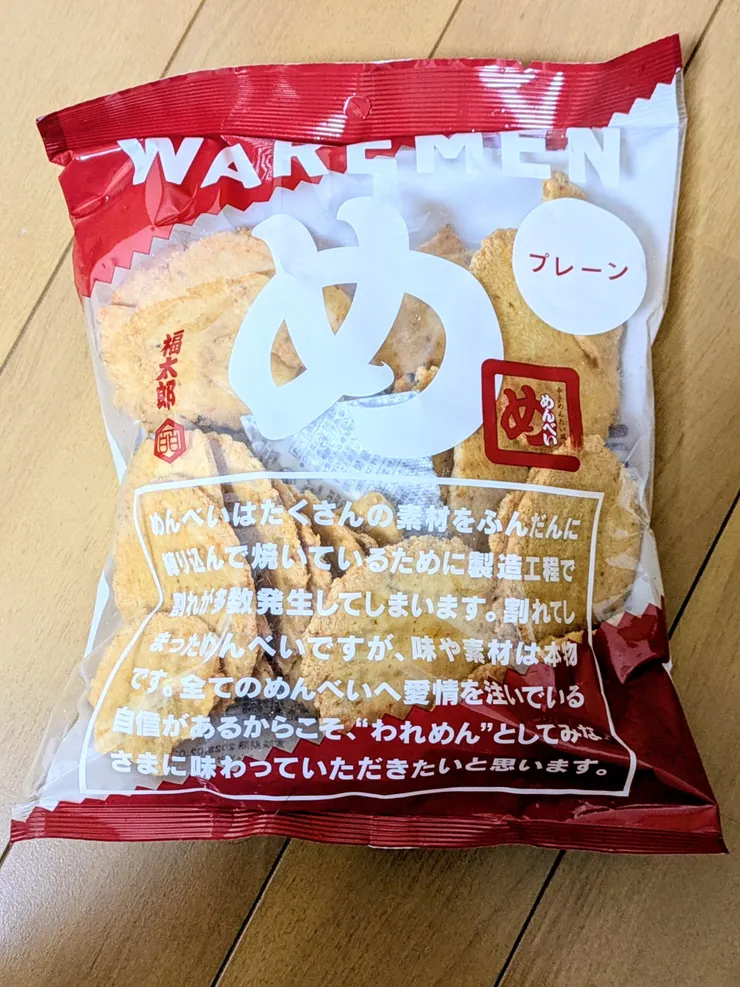 WAREMEN
め
プレーン
福太郎
め
めんべい
めんべいはたくさんの素材をふんだんに
練り込んで焼いているために製造工程で
割れが多数発生してしまいます。割れてし
まっためんべいですが、味や素材は本物
です。全てのめんべいへ愛情を注いでいる
自信があるからこそ、“われめん”としてみな
さまに味わっていただきたいと思います。